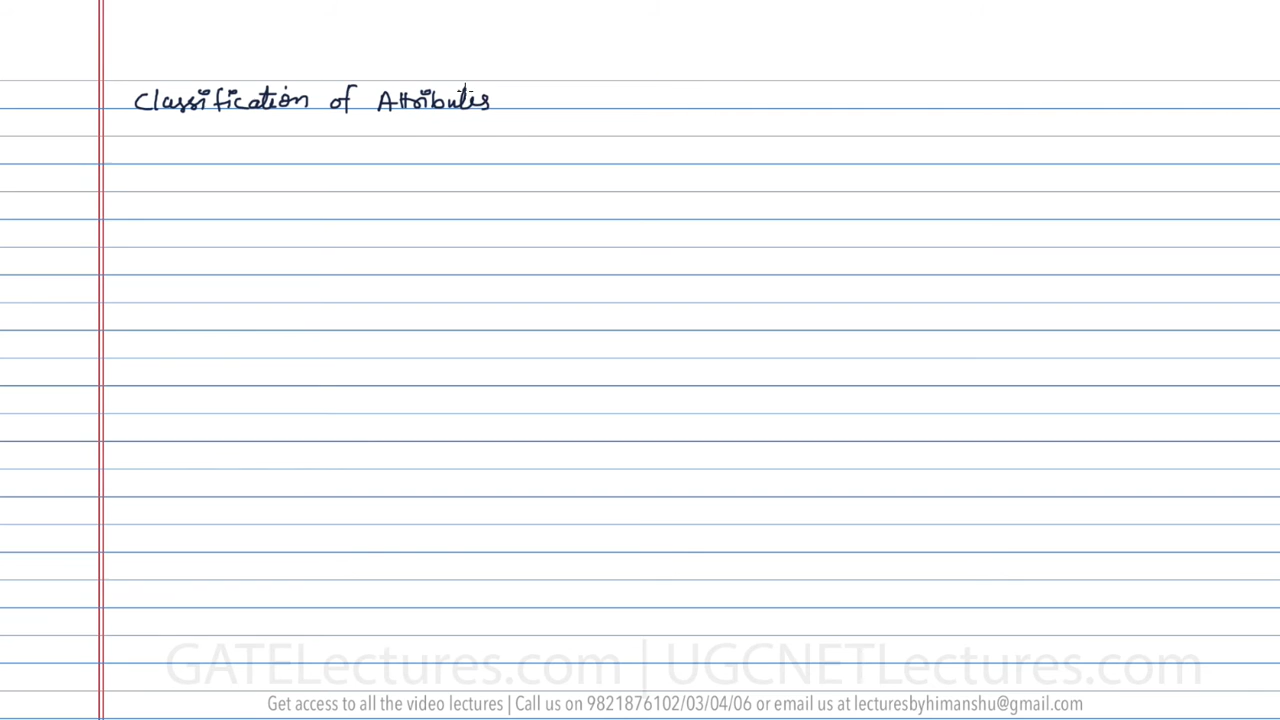 Classification of Attributes
GATELectures.com | UGCNETLectures.com
Get access to all the video lectures | Call us on 9821876102/03/04/06 or email us at lecturesbyhimanshu@gmail.com